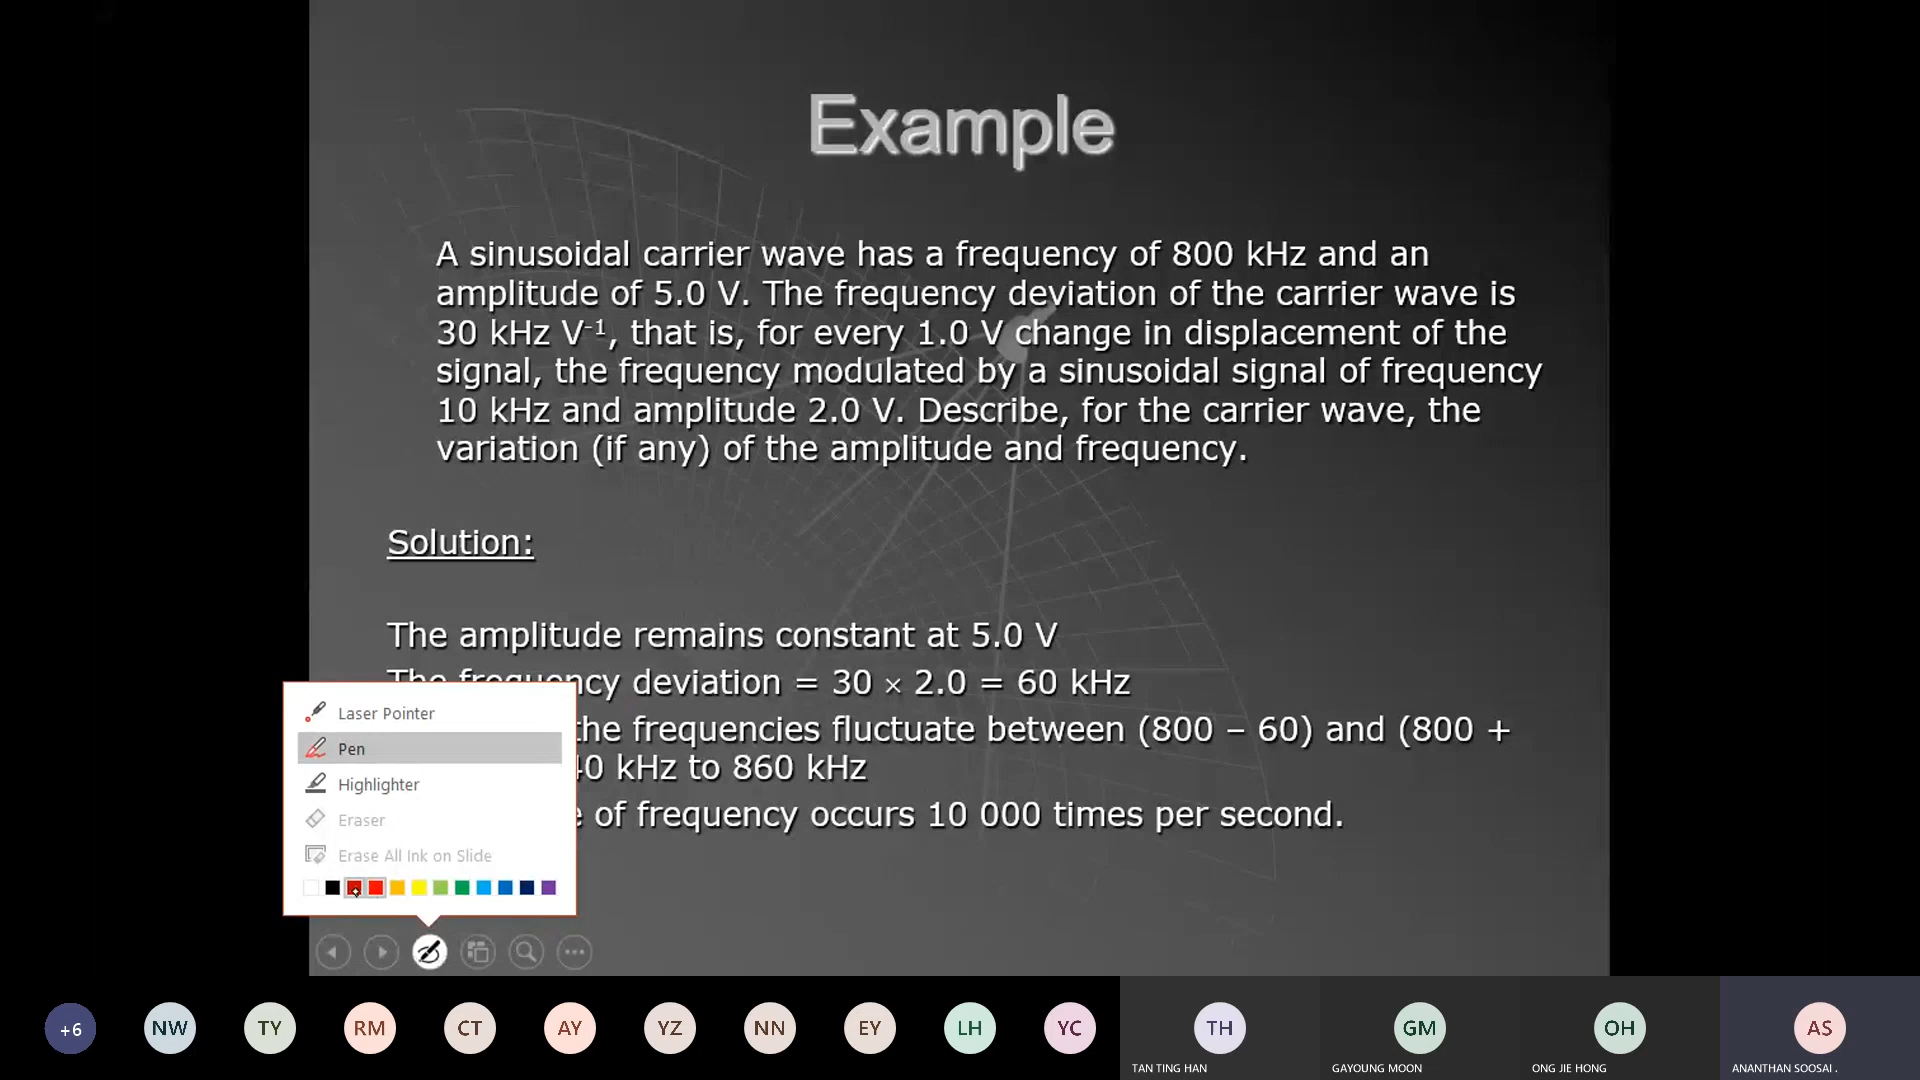 Example
A sinusoidal carrier wave has a frequency of 800 kHz and an
amplitude of 5.0 V. The frequency deviation of the carrier wave is
30 kHz V-1, that is, for every 1.0 V change in displacement of the
signal, the frequency modulated by a sinusoidal signal of frequency
10 kHz and amplitude 2.0 V. Describe, for the carrier wave, the
variation (if any) of the amplitude and frequency.
Solution:
The amplitude remains constant at 5.0 V
The frequency deviation = 30 × 2.0 = 60 kHz
the frequencies fluctuate between (800 – 60) and (800 +
40 kHz to 860 kHz
of frequency occurs 10 000 times per second.
Laser Pointer
Pen
Highlighter
Eraser
Erase All Ink on Slide
+6 NW TY RM CT AY YZ NN EY LH YC TH GM OH AS
TAN TING HAN GAYOUNG MOON ONG JIE HONG ANANTHAN SOOSAI .